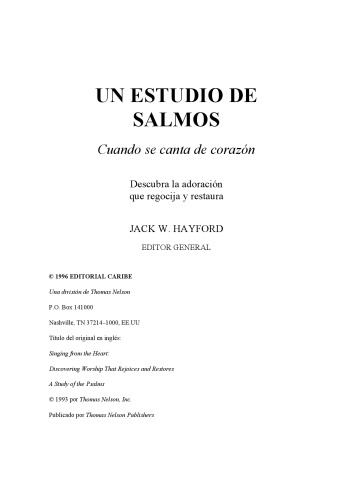 UN ESTUDIO DE
SALMOS
Cuando se canta de corazón
Descubra la adoración
que regocija y restaura
JACK W. HAYFORD
EDITOR GENERAL
© 1996 EDITORIAL CARIBE
Una división de Thomas Nelson
P.O. Box 141000
Nashville, TN 37214–1000, EE UU
Título del original en inglés:
Singing from the Heart:
Discovering Worship That Rejoices and Restores
A Study of the Psalms
© 1993 por Thomas Nelson, Inc.
Publicado por Thomas Nelson Publishers